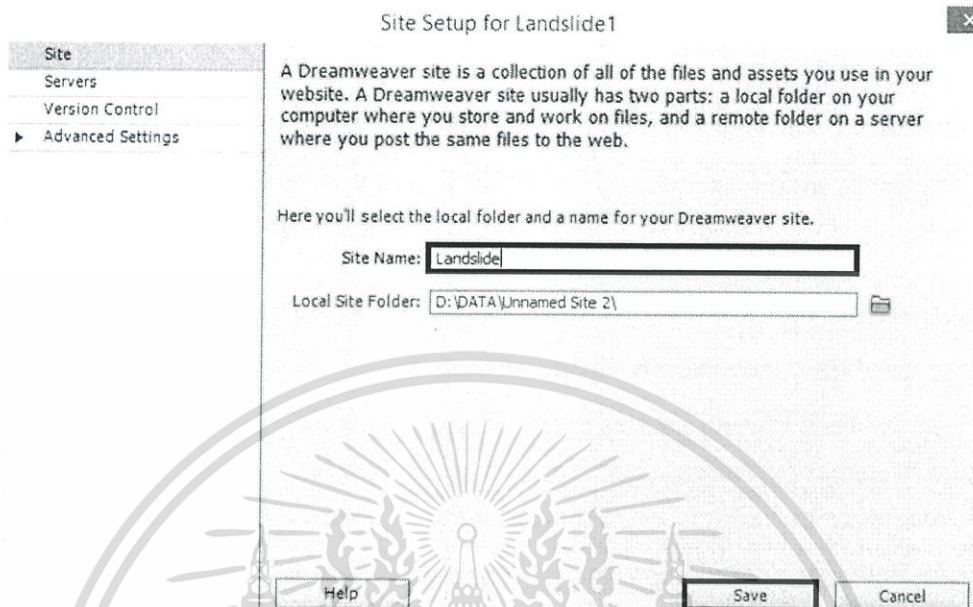 Site Setup for Landslide1
Site
Servers
Version Control
Advanced Settings
A Dreamweaver site is a collection of all of the files and assets you use in your
website. A Dreamweaver site usually has two parts: a local folder on your
computer where you store and work on files, and a remote folder on a server
where you post the same files to the web.
Here you'll select the local folder and a name for your Dreamweaver site.
Site Name: Landslide
Local Site Folder: D:\DATA\Unnamed Site 2\
Help
Save
Cancel